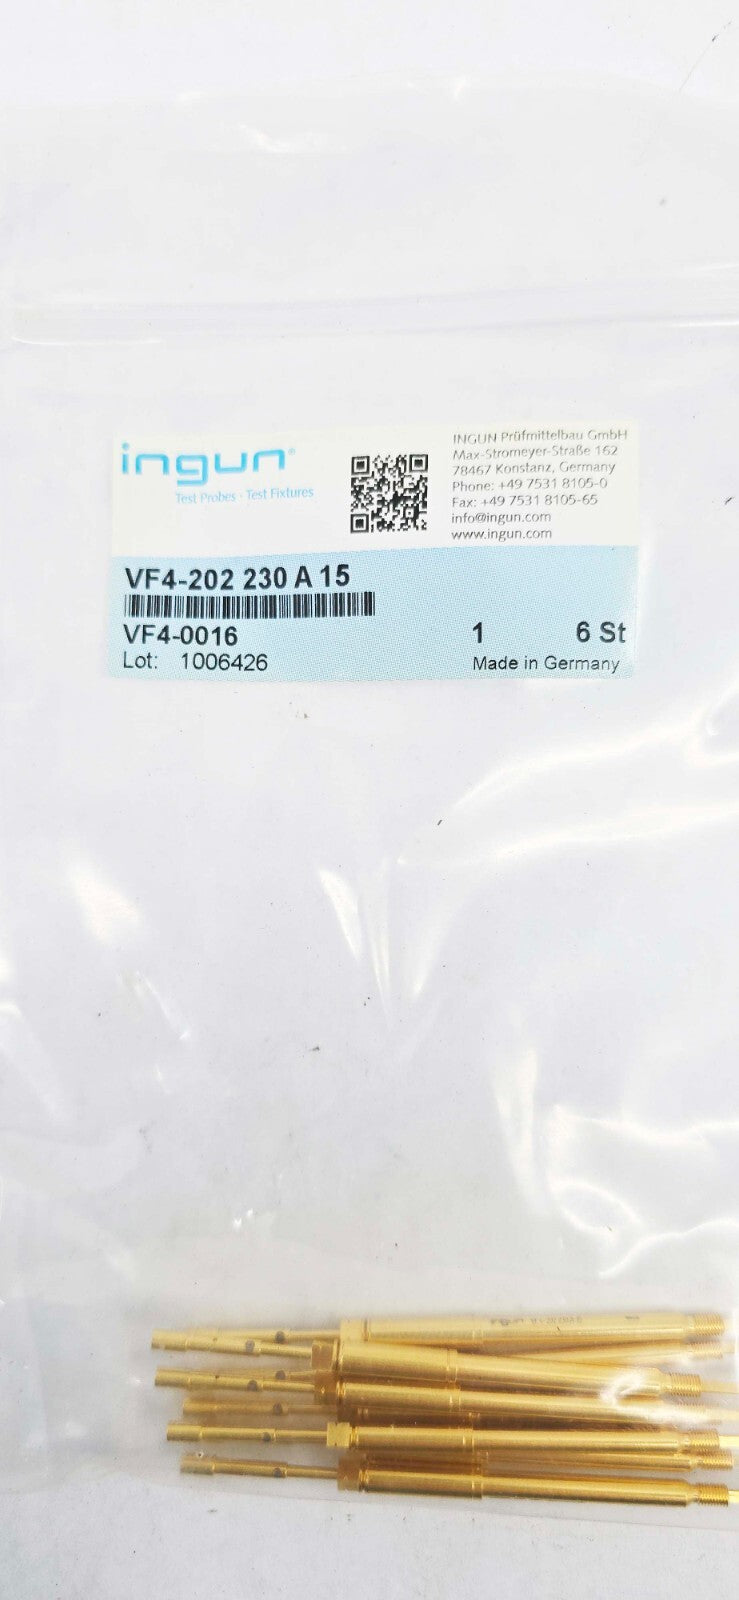 ingun®
Test Probes · Test Fixtures
INGUN Prüfmittelbau GmbH
Max-Stromeyer-Straße 162
78467 Konstanz, Germany
Phone: +49 7531 8105-0
Fax: +49 7531 8105-65
info@ingun.com
www.ingun.com
VF4-202 230 A 15
VF4-0016 1 6 St
Lot: 1006426 Made in Germany
ingun